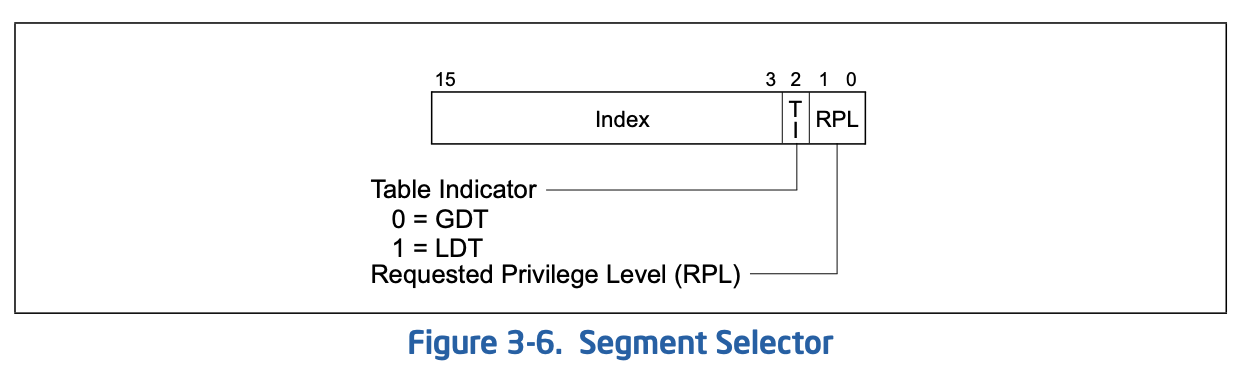 15 3 2 1 0
Index TI RPL
Table Indicator
0 = GDT
1 = LDT
Requested Privilege Level (RPL)
Figure 3-6. Segment Selector